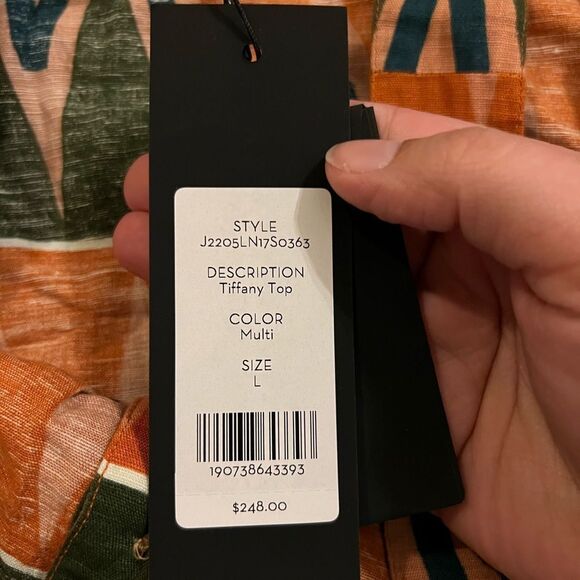 STYLE
J2205LN17S0363
DESCRIPTION
Tiffany Top
COLOR
Multi
SIZE
L
190738643393
$248.00